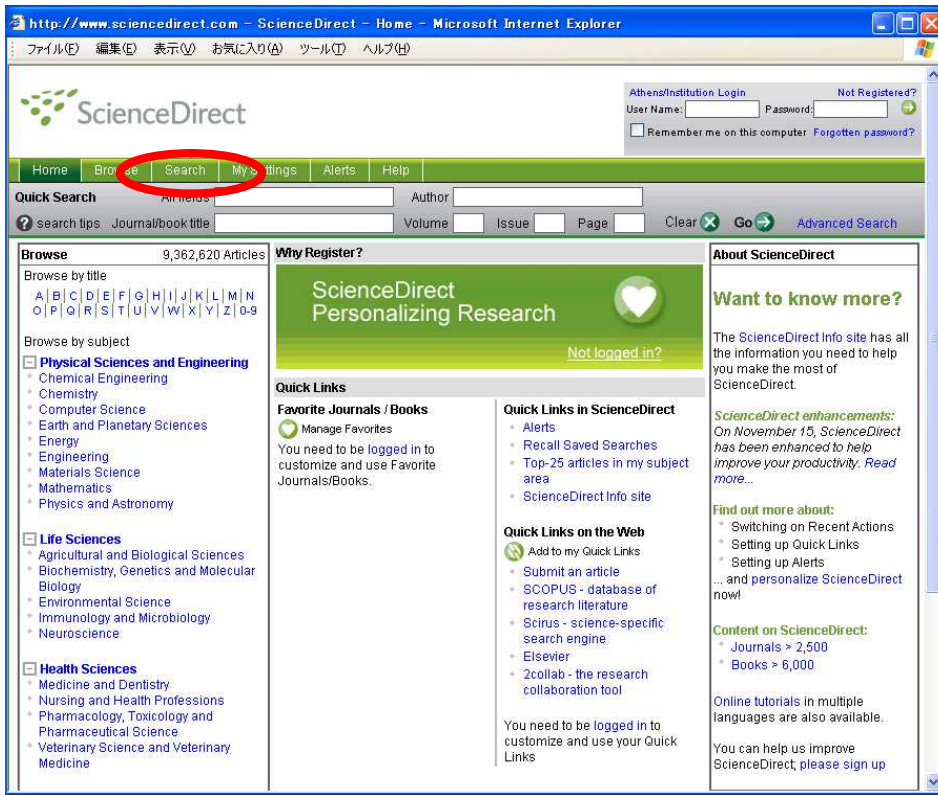 http://www.sciencedirect.com - ScienceDirect - Home - Microsoft Internet Explorer
ファイル(F) 編集(E) 表示(V) お気に入り(A) ツール(T) ヘルプ(H)
ScienceDirect
Athens/Institution Login Not Registered?
User Name: Password:
Remember me on this computer Forgotten password?
Home Browse Search My Settings Alerts Help
Quick Search All fields Author
search tips Journal/book title Volume Issue Page Clear Go Advanced Search
Browse 9,362,620 Articles
Browse by title
A B C D E F G H I J K L M N
O P Q R S T U V W X Y Z 0-9
Browse by subject
Physical Sciences and Engineering
Chemical Engineering
Chemistry
Computer Science
Earth and Planetary Sciences
Energy
Engineering
Materials Science
Mathematics
Physics and Astronomy
Life Sciences
Agricultural and Biological Sciences
Biochemistry, Genetics and Molecular
Biology
Environmental Science
Immunology and Microbiology
Neuroscience
Health Sciences
Medicine and Dentistry
Nursing and Health Professions
Pharmacology, Toxicology and
Pharmaceutical Science
Veterinary Science and Veterinary
Medicine
Why Register?
ScienceDirect
Personalizing Research
Not logged in?
Quick Links
Favorite Journals / Books
Manage Favorites
You need to be logged in to
customize and use Favorite
Journals/Books.
Quick Links in ScienceDirect
Alerts
Recall Saved Searches
Top-25 articles in my subject
area
ScienceDirect Info site
Quick Links on the Web
Add to my Quick Links
Submit an article
SCOPUS - database of
research literature
Scirus - science-specific
search engine
Elsevier
2collab - the research
collaboration tool
You need to be logged in to
customize and use your Quick
Links
About ScienceDirect
Want to know more?
The ScienceDirect Info site has all
the information you need to help
you make the most of
ScienceDirect.
ScienceDirect enhancements:
On November 15, ScienceDirect
has been enhanced to help
improve your productivity. Read
more...
Find out more about:
Switching on Recent Actions
Setting up Quick Links
Setting up Alerts
... and personalize ScienceDirect
now!
Content on ScienceDirect:
Journals > 2,500
Books > 6,000
Online tutorials in multiple
languages are also available.
You can help us improve
ScienceDirect; please sign up